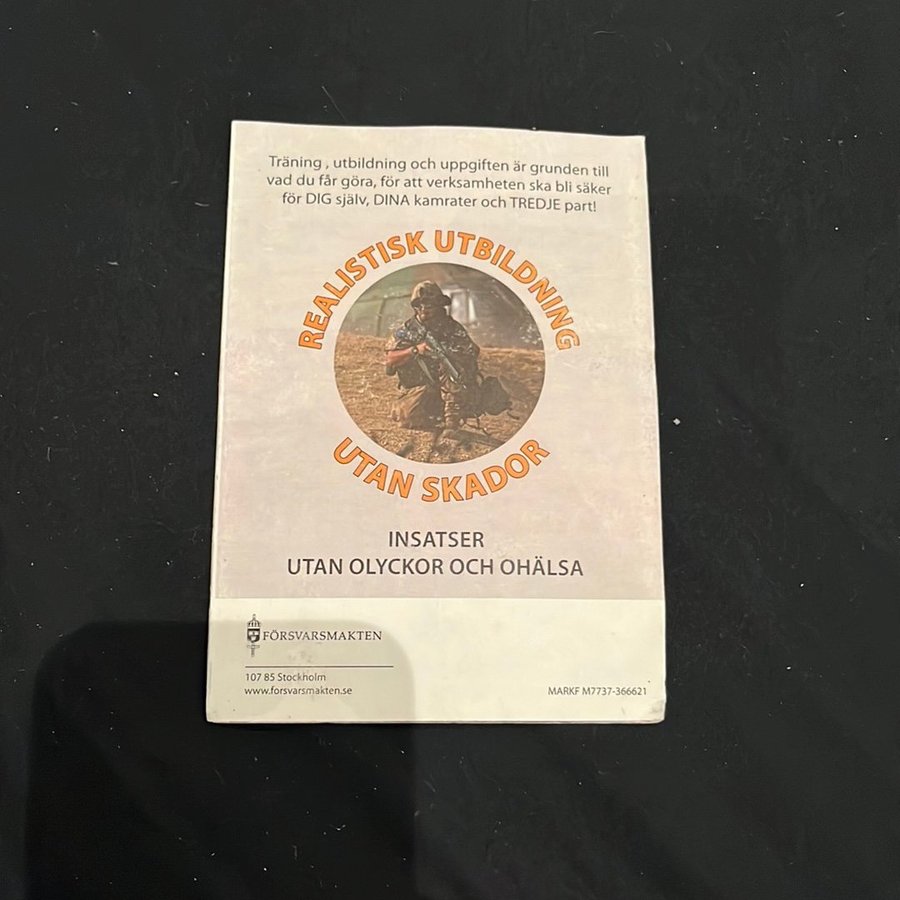 Träning , utbildning och uppgiften är grunden till
vad du får göra, för att verksamheten ska bli säker
för DIG själv, DINA kamrater och TREDJE part!
REALISTISK UTBILDNING
UTAN SKADOR
INSATSER
UTAN OLYCKOR OCH OHÄLSA
FÖRSVARSMAKTEN
107 85 Stockholm
www.forsvarsmakten.se
MARKF M7737-366621